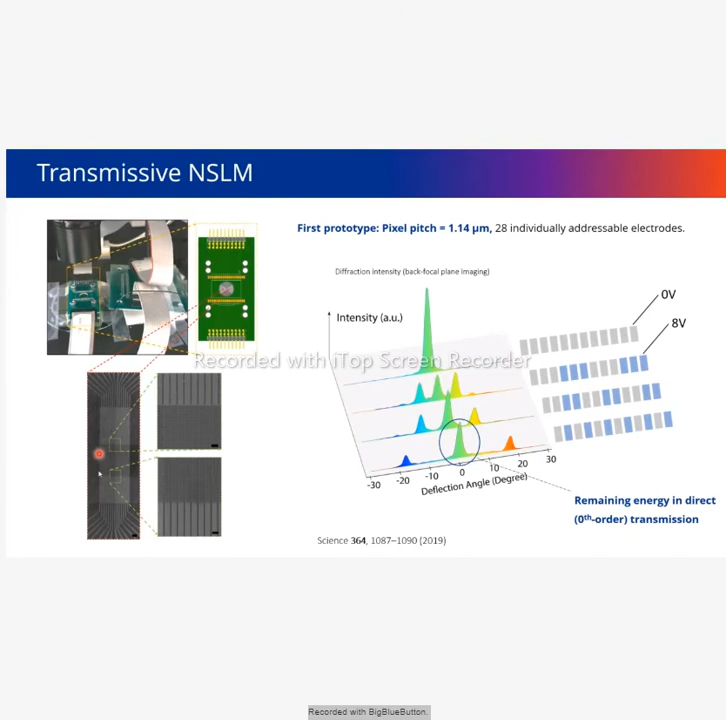 Transmissive NSLM
First prototype: Pixel pitch = 1.14 µm, 28 individually addressable electrodes.
Diffraction intensity (back-focal plane imaging)
Intensity (a.u.)
0V
8V
Recorded with iTop Screen Recorder
-30 -20 -10 0 10 20 30
Deflection Angle (Degree)
Remaining energy in direct
(0th-order) transmission
Science 364, 1087–1090 (2019)
Recorded with BigBlueButton.